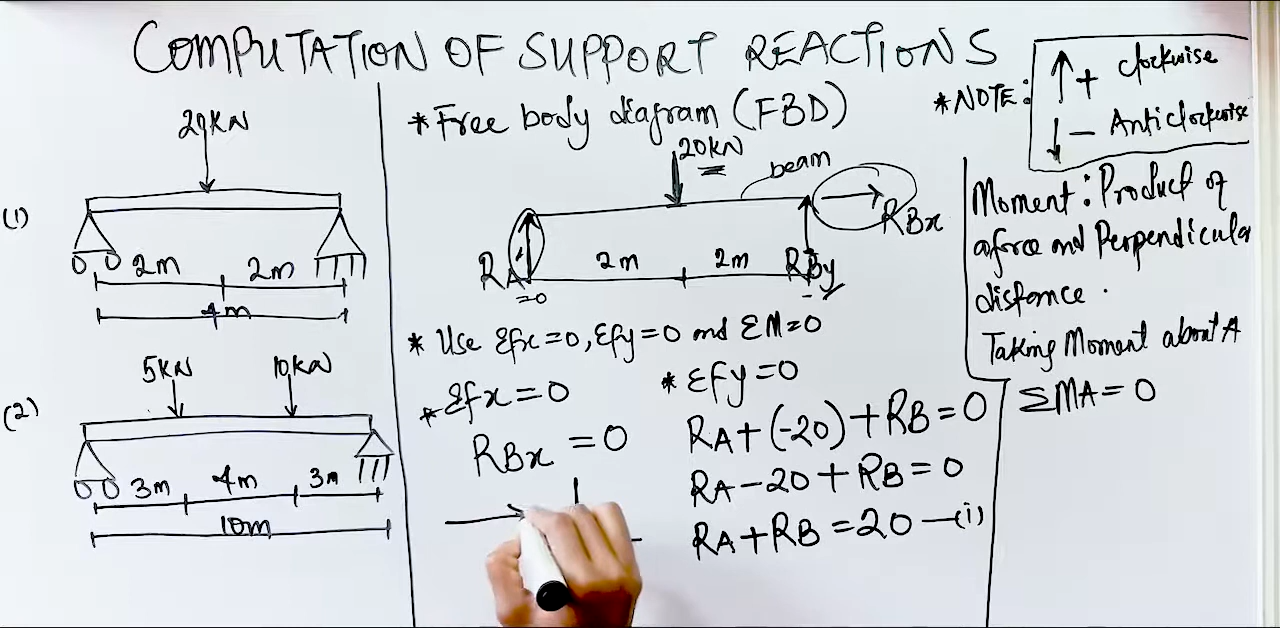 COMPUTATION OF SUPPORT REACTIONS
(1)
20KN
2m 2m
4m
(2)
5KN 10KN
3m 4m 3m
10m
* Free body diagram (FBD)
20KN
beam
RBx
RA
=0
2m 2m
RBy
* Use Σfx=0, Σfy=0 and ΣM=0
* Σfx=0
RBx = 0
* Σfy=0
RA+(-20)+RB=0
RA-20+RB=0
RA+RB=20 —(i)
*NOTE:
↑+ clockwise
↓- Anticlockwise
Moment: Product of
a force and Perpendicular
distance.
Taking Moment about A
ΣMA=0